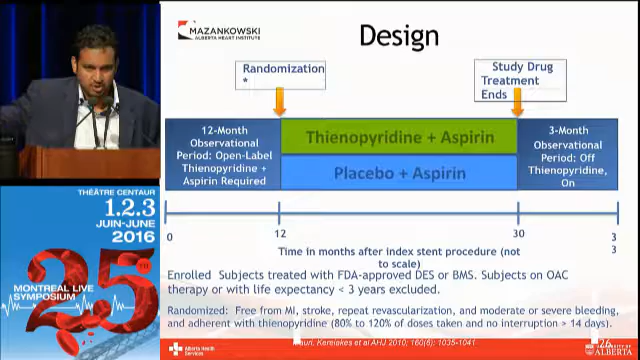 MAZANKOWSKI
ALBERTA HEART INSTITUTE
Design
Randomization
*
Study Drug
Treatment
Ends
12-Month
Observational
Period: Open-Label
Thienopyridine +
Aspirin Required
Thienopyridine + Aspirin
Placebo + Aspirin
3-Month
Observational
Period: Off
Thienopyridine,
On
0
12
30
3
3
Time in months after index stent procedure (not
to scale)
Enrolled Subjects treated with FDA-approved DES or BMS. Subjects on OAC
therapy or with life expectancy < 3 years excluded.
Randomized: Free from MI, stroke, repeat revascularization, and moderate or severe bleeding,
and adherent with thienopyridine (80% to 120% of doses taken and no interruption > 14 days).
Mauri, Kereiakes et al AHJ 2010; 160(6): 1035-1041
26
Alberta Health
Services
UNIVERSITY OF
ALBERTA
THÉÂTRE CENTAUR
1.2.3
JUIN-JUNE
2016
25TH
MONTREAL LIVE
SYMPOSIUM